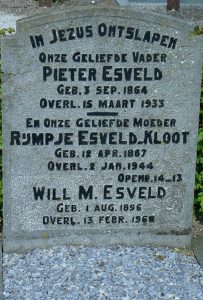 IN JEZUS ONTSLAPEN
ONZE GELIEFDE VADER
PIETER ESVELD
GEB. 3 SEP. 1864
OVERL. 15 MAART 1933
EN ONZE GELIEFDE MOEDER
RIJMPJE ESVELD-KLOOT
GEB. 12 APR. 1867
OVERL. 2 JAN. 1944
OPENB. 14-13
WILL M. ESVELD
GEB. 1 AUG. 1896
OVERL. 13 FEBR. 1968